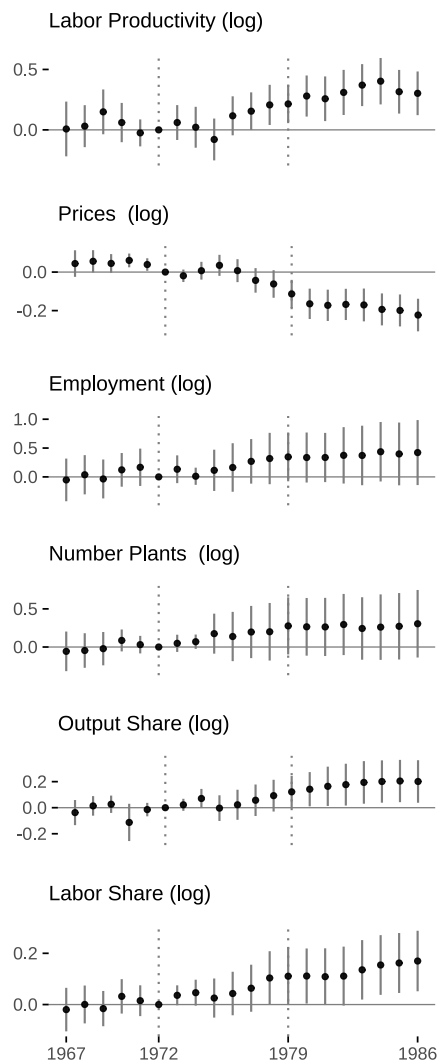 Labor Productivity (log)
0.5
0.0
Prices (log)
0.0
-0.2
Employment (log)
1.0
0.5
0.0
Number Plants (log)
0.5
0.0
Output Share (log)
0.2
0.0
-0.2
Labor Share (log)
0.2
0.0
1967 1972 1979 1986